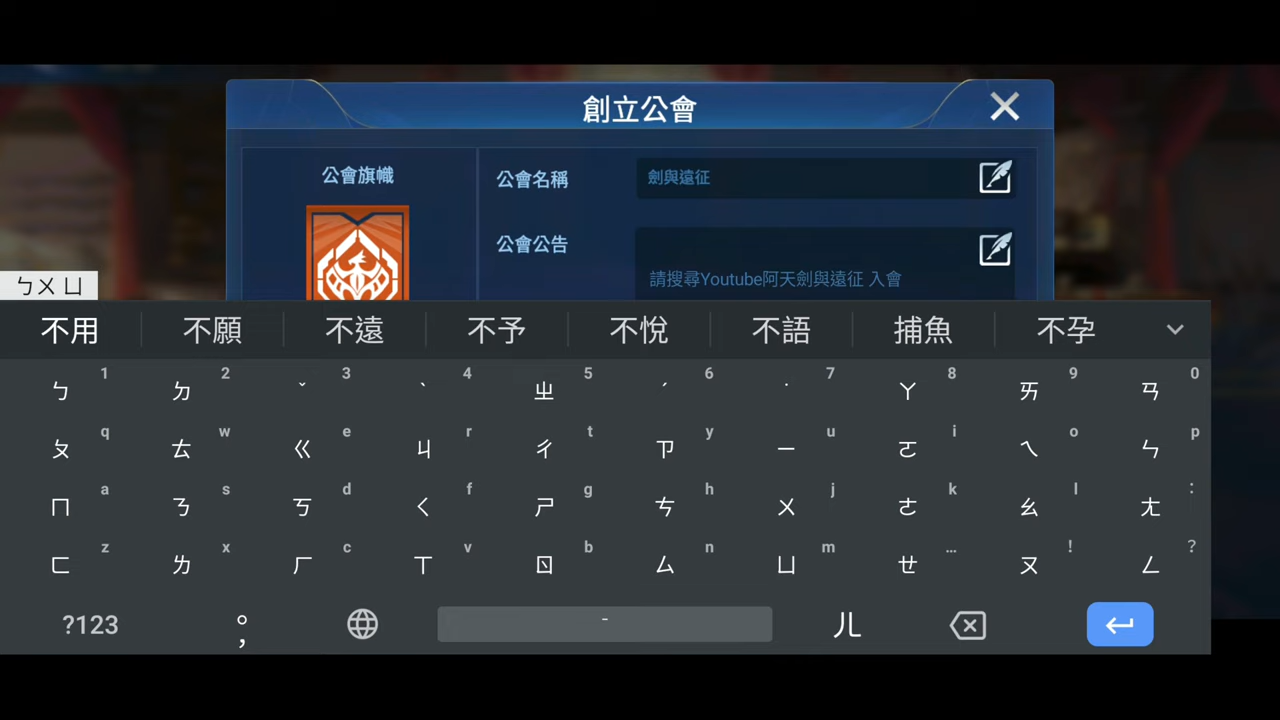 創立公會
公會旗幟
公會名稱
劍與遠征
公會公告
請搜尋Youtube阿天劍與遠征 入會
ㄅㄨㄩ
不用 不願 不遠 不予 不悅 不語 捕魚 不孕
1 2 3 4 5 6 7 8 9 0
ㄅ ㄉ ˇ ˋ ㄓ ˊ ˙ ㄚ ㄞ ㄢ
q w e r t y u i o p
ㄆ ㄊ ㄍ ㄐ ㄔ ㄗ ㄧ ㄛ ㄟ ㄣ
a s d f g h j k l :
ㄇ ㄋ ㄎ ㄑ ㄕ ㄘ ㄨ ㄜ ㄠ ㄤ
z x c v b n m … ! ?
ㄈ ㄌ ㄏ ㄒ ㄖ ㄙ ㄩ ㄝ ㄡ ㄥ
?123 ° , - ㄦ